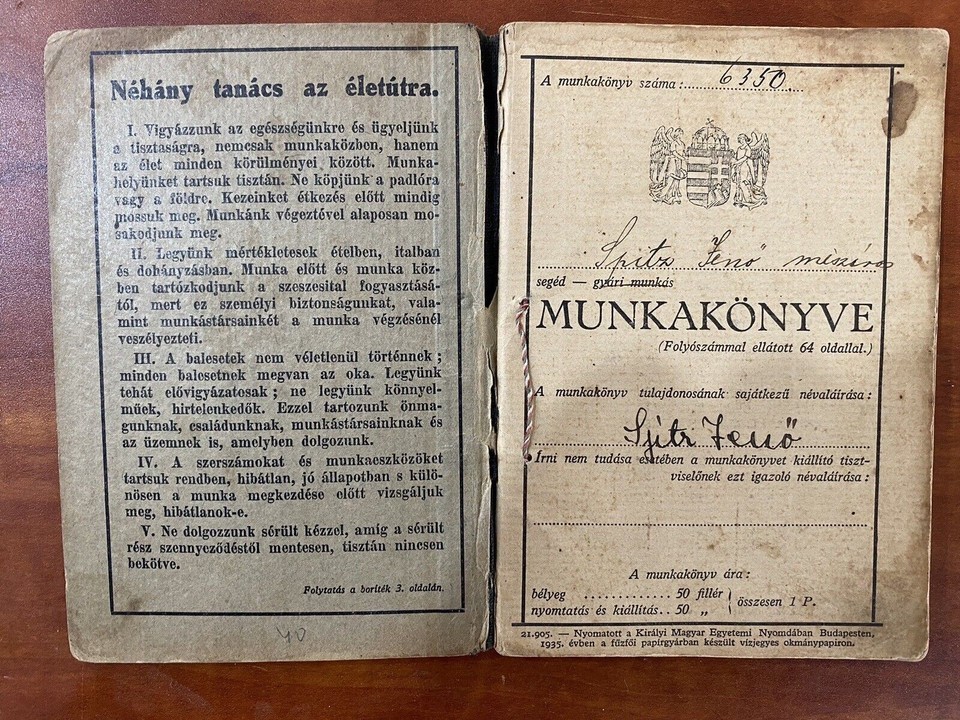 Néhány tanács az életútra.
I. Vigyázzunk az egészségünkre és ügyeljünk
a tisztaságra, nemcsak munkaközben, hanem
az élet minden körülményei között. Munka-
helyünket tartsuk tisztán. Ne köpjünk a padlóra
vagy a földre. Kezeinket étkezés előtt mindig
mossuk meg. Munkánk végeztével alaposan mo-
sakodjunk meg.
II. Legyünk mértékletesek ételben, italban
és dohányzásban. Munka előtt és munka köz-
ben tartózkodjunk a szeszesital fogyasztásá-
tól, mert ez személyi biztonságunkat, vala-
mint munkástársainkét a munka végzésénél
veszélyezteti.
III. A balesetek nem véletlenül történnek ;
minden balesetnek megvan az oka. Legyünk
tehát elővigyázatosak ; ne legyünk könnyel-
műek, hirtelenkedők. Ezzel tartozunk önma-
gunknak, családunknak, munkástársainknak és
az üzemnek is, amelyben dolgozunk.
IV. A szerszámokat és munkaeszközöket
tartsuk rendben, hibátlan, jó állapotban s külö-
nösen a munka megkezdése előtt vizsgáljuk
meg, hibátlanok-e.
V. Ne dolgozzunk sérült kézzel, amíg a sérült
rész szennyeződéstől mentesen, tisztán nincsen
bekötve.
Folytatás a boríték 3. oldalán.
40
A munkakönyv száma : 6350
Spitz Jenő mészáros
segéd — gyári munkás
MUNKAKÖNYVE
(Folyószámmal ellátott 64 oldallal.)
A munkakönyv tulajdonosának sajátkezű névaláírása :
Spitz Jenő
Írni nem tudása esetében a munkakönyvet kiállító tiszt-
viselőnek ezt igazoló névaláírása :
A munkakönyv ára :
bélyeg ............. 50 fillér
nyomtatás és kiállítás.. 50 „
összesen 1 P.
21.905. — Nyomatott a Királyi Magyar Egyetemi Nyomdában Budapesten,
1935. évben a fűzfői papírgyárban készült vízjegyes okmánypapiron.